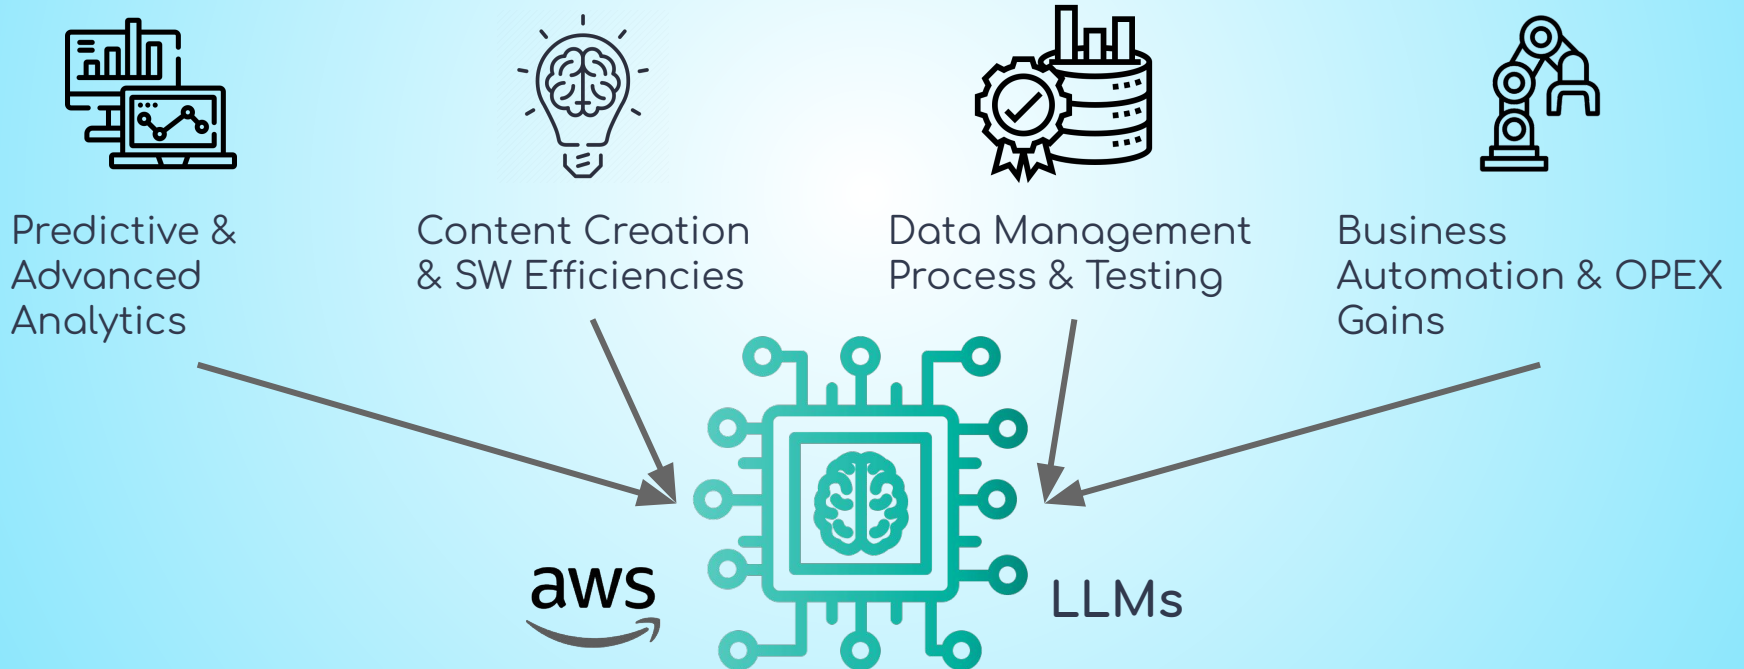 Predictive &
Advanced
Analytics
Content Creation
& SW Efficiencies
Data Management
Process & Testing
Business
Automation & OPEX
Gains
aws
LLMs